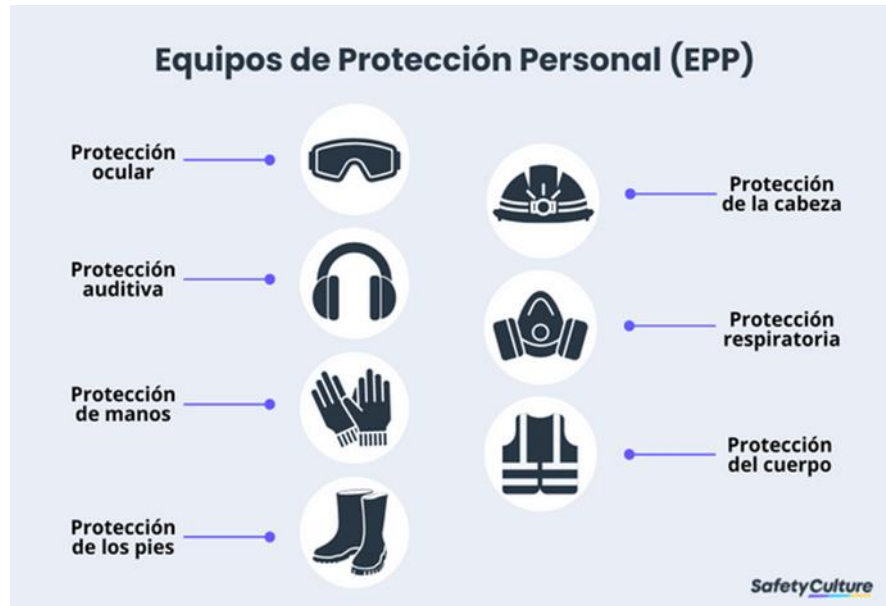 Equipos de Protección Personal (EPP)
Protección
ocular
Protección
auditiva
Protección
de manos
Protección
de los pies
Protección
de la cabeza
Protección
respiratoria
Protección
del cuerpo
SafetyCulture